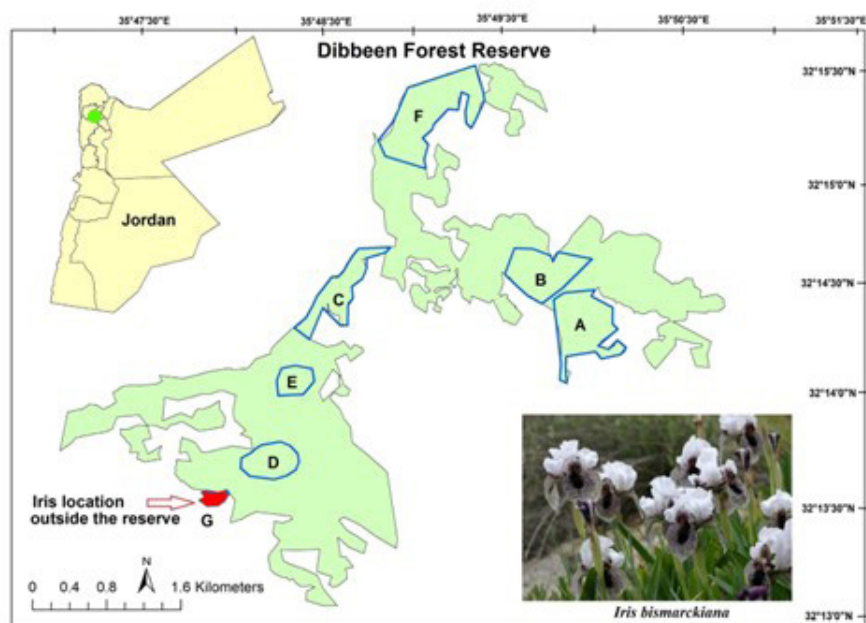 35°47'30"E 35°48'30"E 35°49'30"E 35°50'30"E 35°51'30"E
Dibbeen Forest Reserve
32°15'30"N
F
32°15'0"N
Jordan
B
32°14'30"N
C
A
E
32°14'0"N
D
Iris location
outside the reserve
G
32°13'30"N
N
0 0.4 0.8 1.6 Kilometers
Iris bismarckiana
32°13'0"N